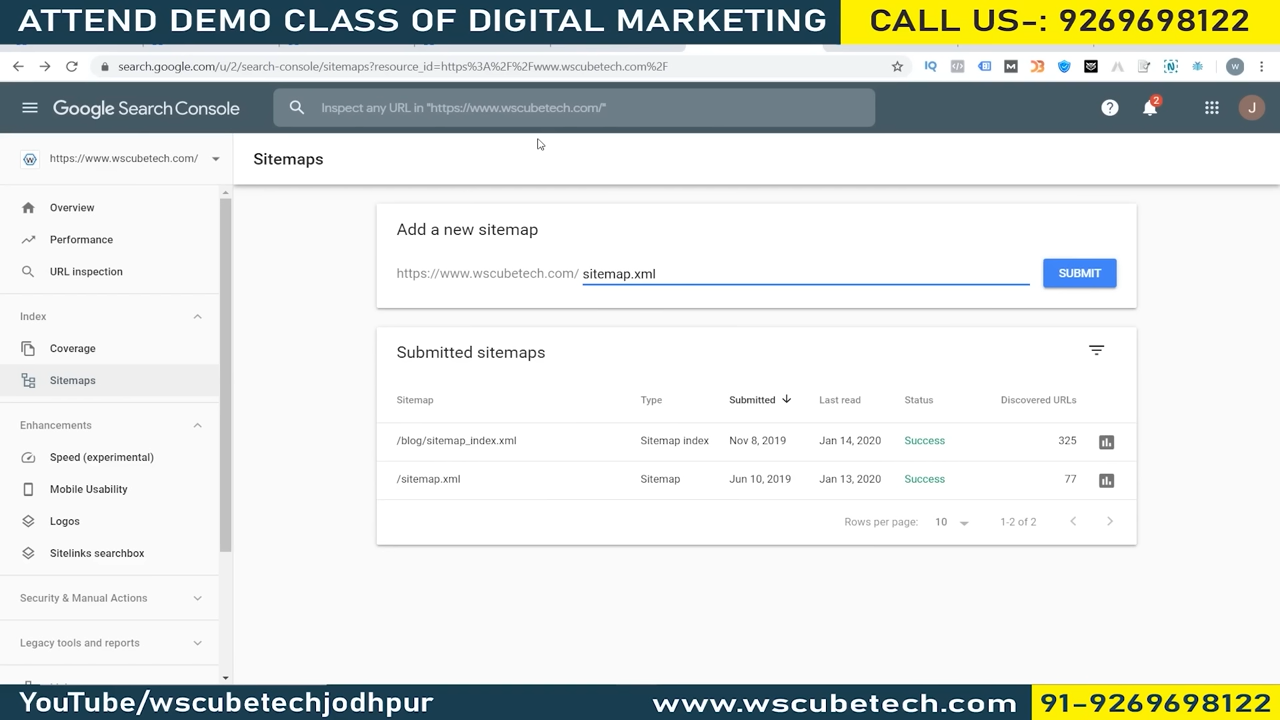 ATTEND DEMO CLASS OF DIGITAL MARKETING
CALL US-: 9269698122
search.google.com/u/2/search-console/sitemaps?resource_id=https%3A%2F%2Fwww.wscubetech.com%2F
Google Search Console
Inspect any URL in "https://www.wscubetech.com/"
2
J
https://www.wscubetech.com/
Sitemaps
Overview
Performance
URL inspection
Index
Coverage
Sitemaps
Enhancements
Speed (experimental)
Mobile Usability
Logos
Sitelinks searchbox
Security & Manual Actions
Legacy tools and reports
Add a new sitemap
https://www.wscubetech.com/ sitemap.xml
SUBMIT
Submitted sitemaps
Sitemap Type Submitted Last read Status Discovered URLs
/blog/sitemap_index.xml Sitemap index Nov 8, 2019 Jan 14, 2020 Success 325
/sitemap.xml Sitemap Jun 10, 2019 Jan 13, 2020 Success 77
Rows per page: 10 1-2 of 2
YouTube/wscubetechjodhpur
www.wscubetech.com
91-9269698122